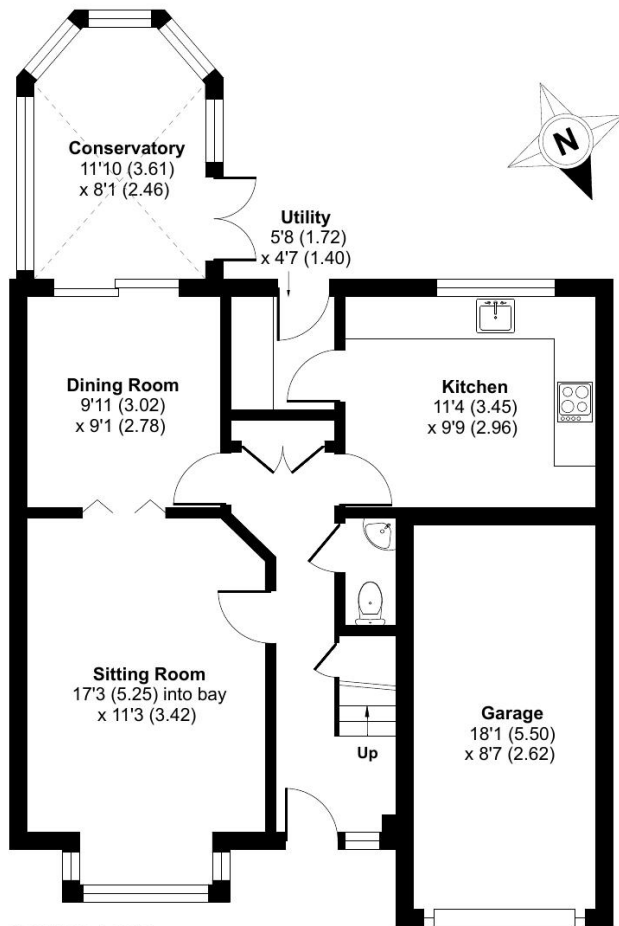 Conservatory
11'10 (3.61)
x 8'1 (2.46)
N
Utility
5'8 (1.72)
x 4'7 (1.40)
Dining Room
9'11 (3.02)
x 9'1 (2.78)
Kitchen
11'4 (3.45)
x 9'9 (2.96)
Sitting Room
17'3 (5.25) into bay
x 11'3 (3.42)
Up
Garage
18'1 (5.50)
x 8'7 (2.62)